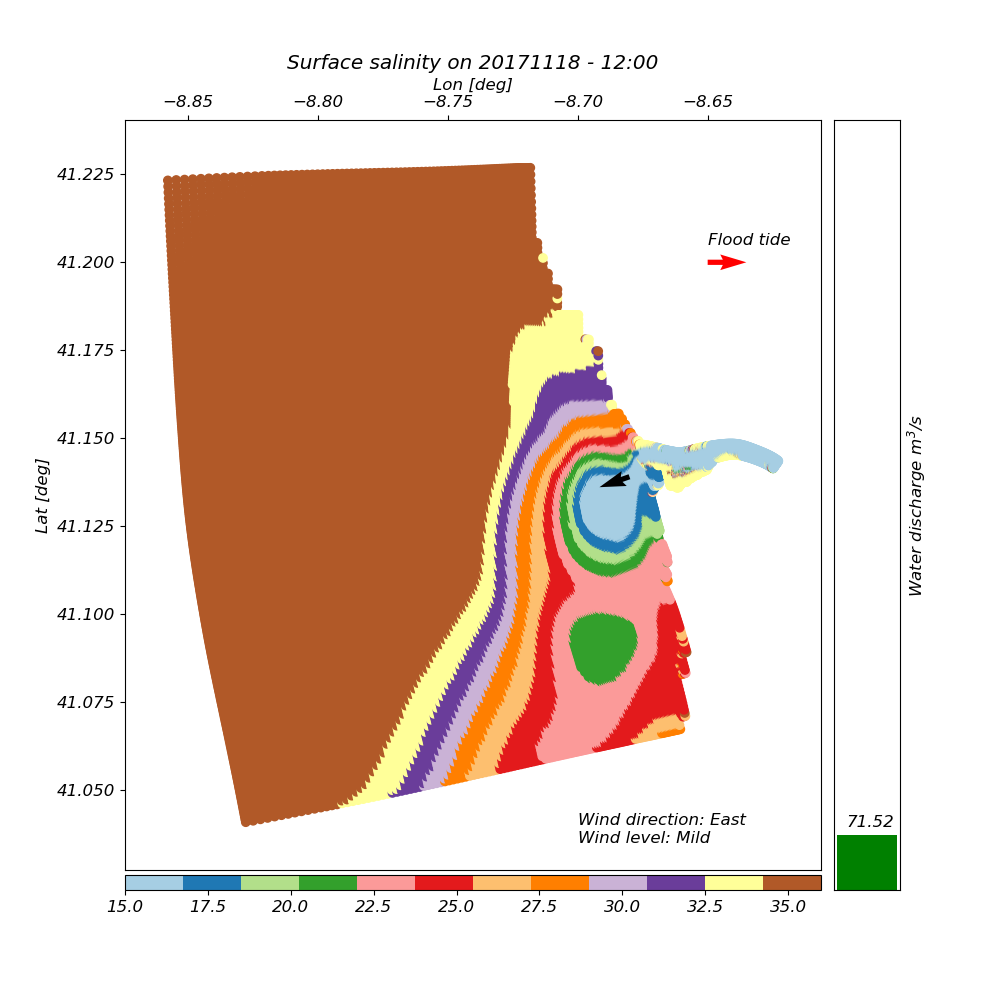 Surface salinity on 20171118 - 12:00
Lon [deg]
−8.85 −8.80 −8.75 −8.70 −8.65
41.225
41.200
41.175
41.150
41.125
41.100
41.075
41.050
Lat [deg]
Flood tide
Wind direction: East
Wind level: Mild
Water discharge m³/s
71.52
15.0 17.5 20.0 22.5 25.0 27.5 30.0 32.5 35.0